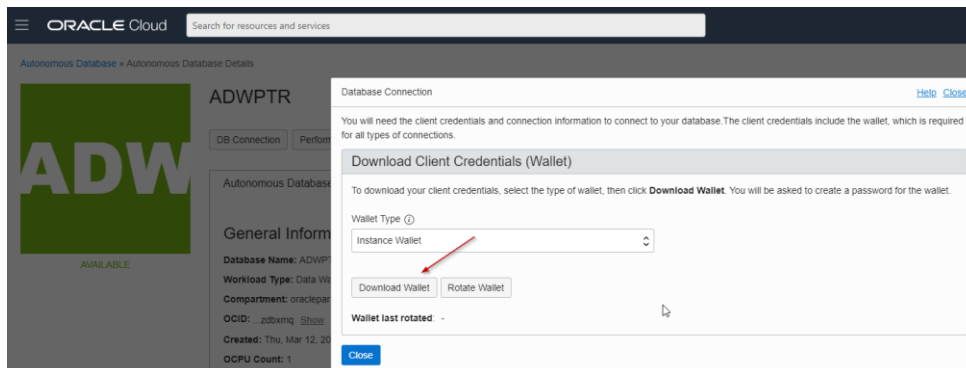 ORACLE Cloud
Search for resources and services
Autonomous Database » Autonomous Database Details
ADW
AVAILABLE
ADWPTR
DB Connection
Perform
Autonomous Database
General Inform
Database Name: ADWPT
Workload Type: Data Wa
Compartment: oraclepar
OCID: ...zdbxmq Show
Created: Thu, Mar 12, 20
OCPU Count: 1
Database Connection
Help Close
You will need the client credentials and connection information to connect to your database.The client credentials include the wallet, which is required
for all types of connections.
Download Client Credentials (Wallet)
To download your client credentials, select the type of wallet, then click Download Wallet. You will be asked to create a password for the wallet.
Wallet Type
Instance Wallet
Download Wallet Rotate Wallet
Wallet last rotated: -
Close